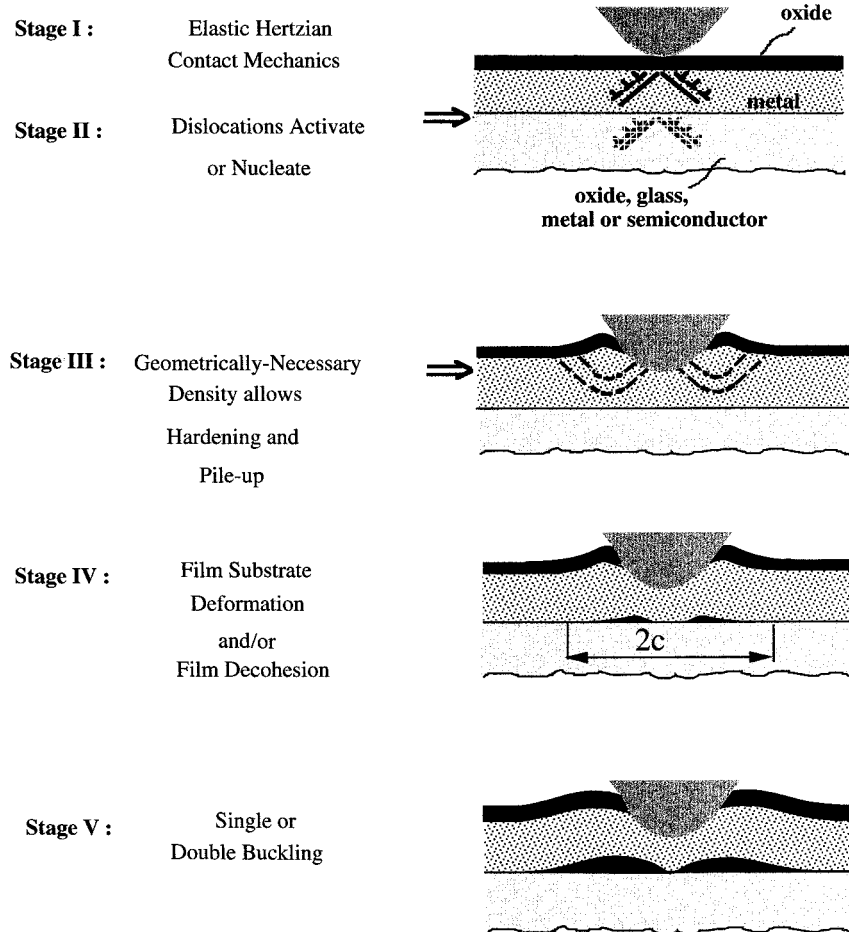 Stage I :
Elastic Hertzian
Contact Mechanics
oxide
metal
Stage II :
Dislocations Activate
or Nucleate
oxide, glass,
metal or semiconductor
Stage III :
Geometrically-Necessary
Density allows
Hardening and
Pile-up
Stage IV :
Film Substrate
Deformation
and/or
Film Decohesion
2c
Stage V :
Single or
Double Buckling